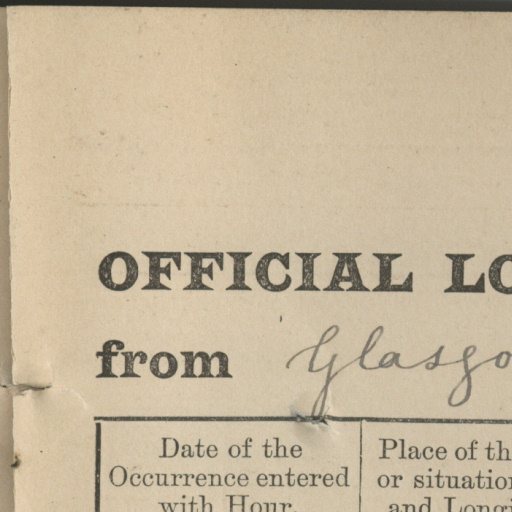 OFFICIAL LO
from Glasgo
Date of the
Occurrence entered
with Hour.
Place of th
or situation
and Longi